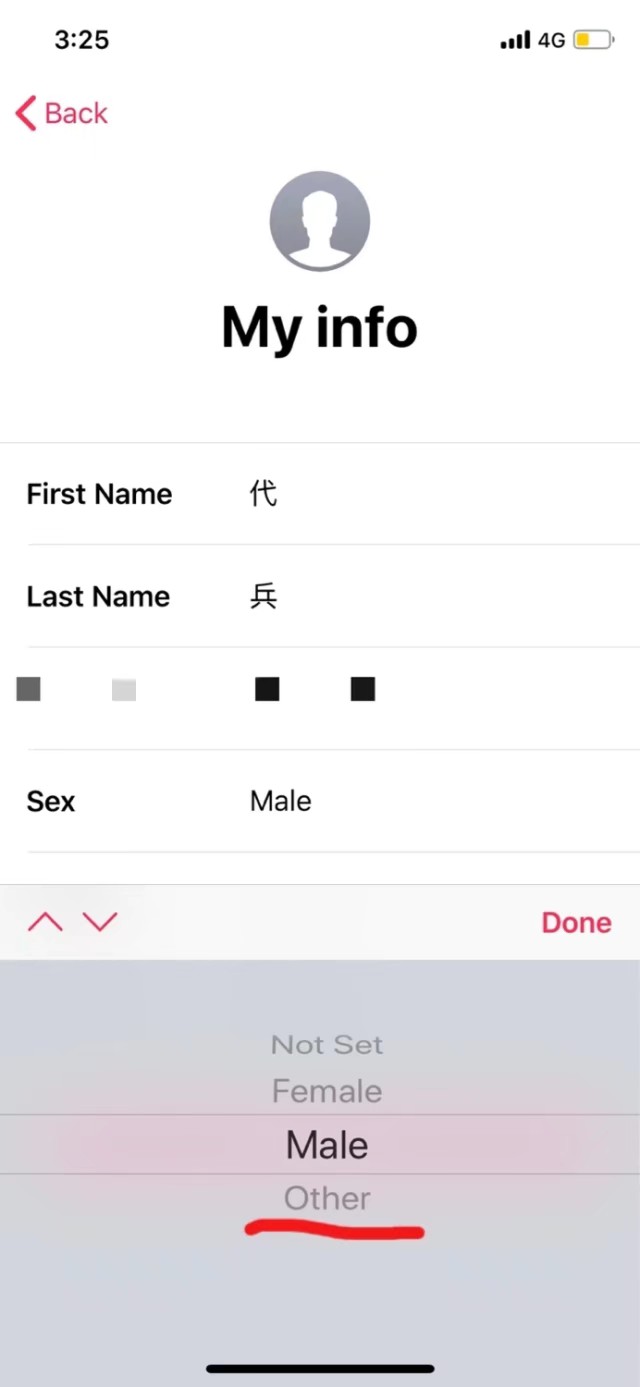 3:25 4G
Back
My info
First Name 代
Last Name 兵
Sex Male
Done
Not Set
Female
Male
Other